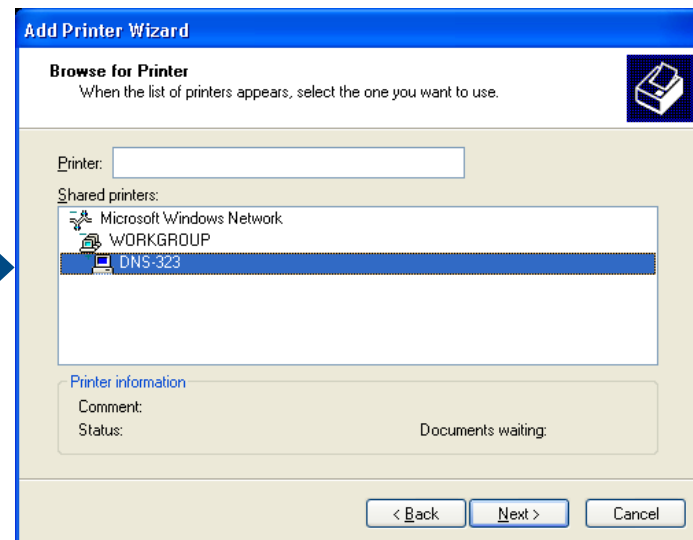 Add Printer Wizard
Browse for Printer
When the list of printers appears, select the one you want to use.
Printer:
Shared printers:
Microsoft Windows Network
WORKGROUP
DNS-323
Printer information
Comment:
Status: Documents waiting:
< Back Next > Cancel